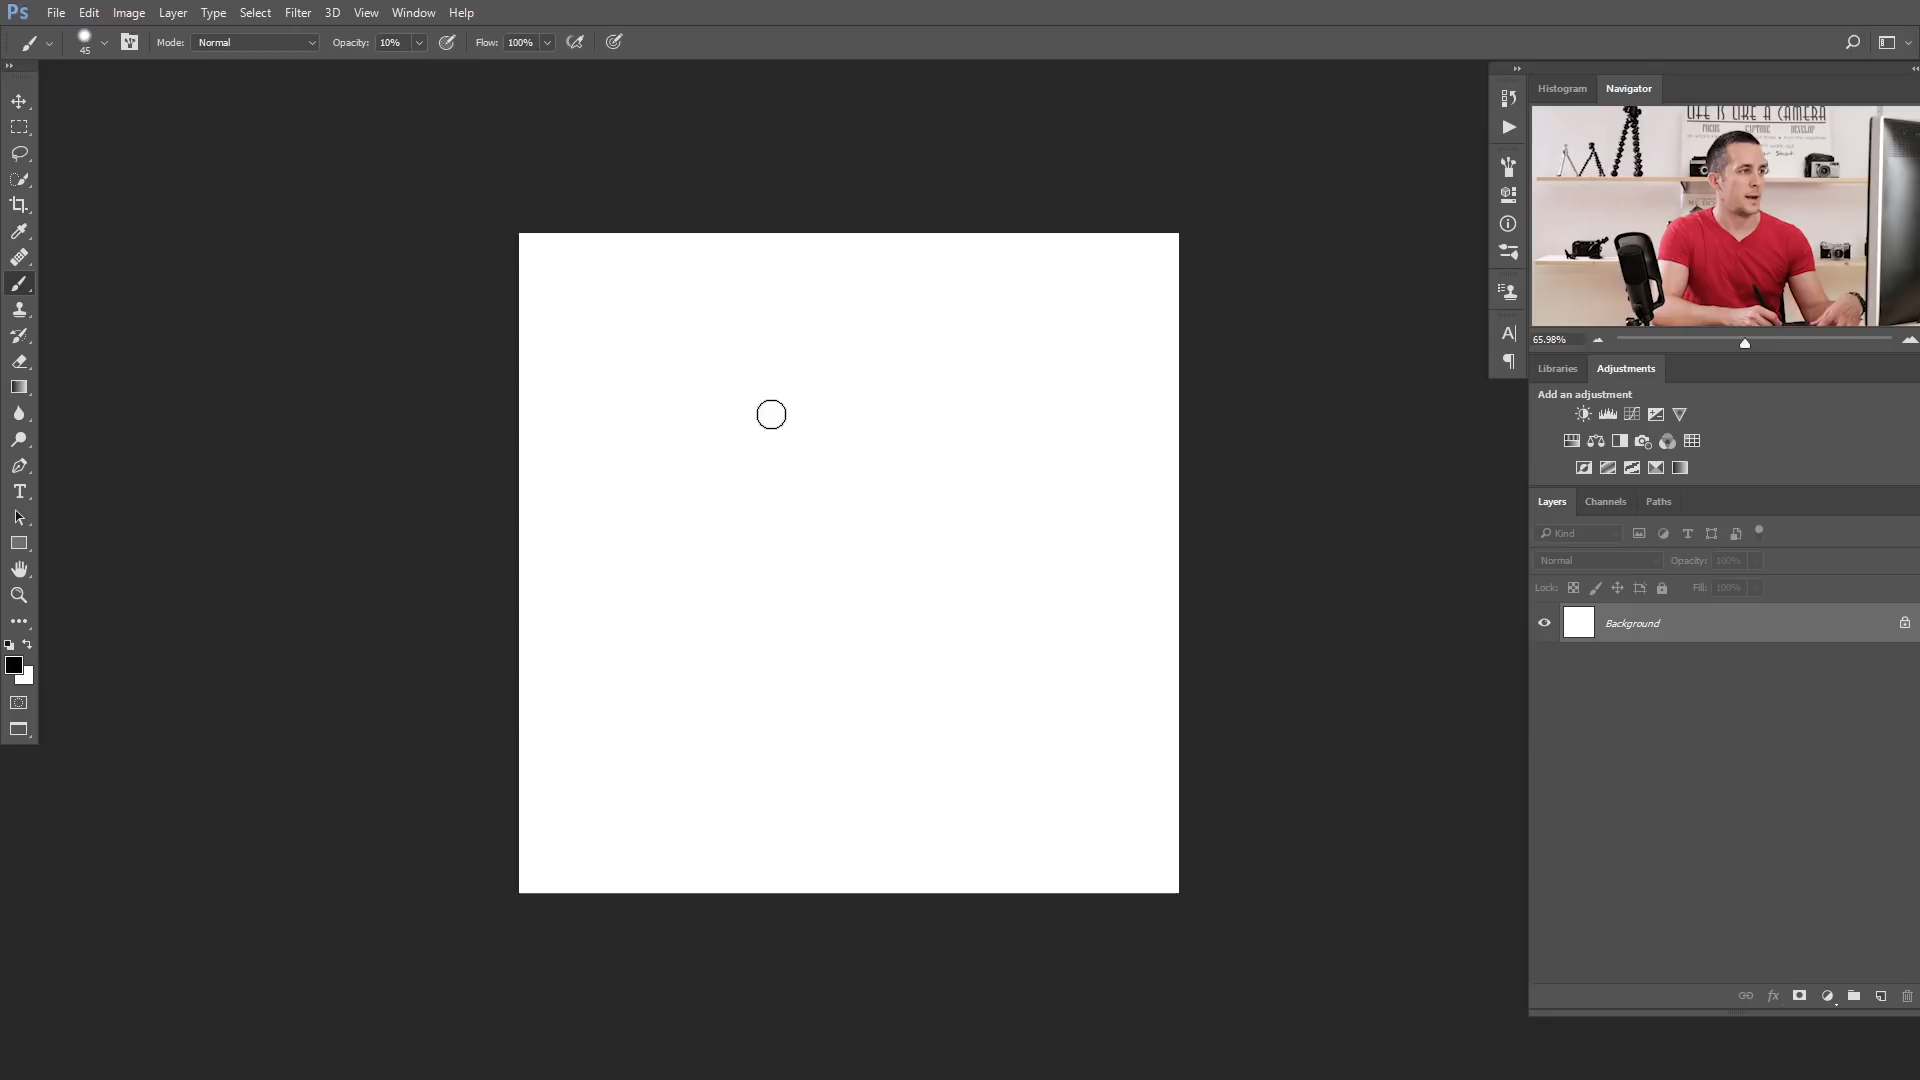 Ps File Edit Image Layer Type Select Filter 3D View Window Help
45 Mode: Normal Opacity: 10% Flow: 100%
Histogram Navigator
LIFE IS LIKE A CAMERA
FOCUS CAPTURE DEVELOP
65.98%
Libraries Adjustments
Add an adjustment
Layers Channels Paths
Kind
Normal Opacity: 100%
Lock: Fill: 100%
Background